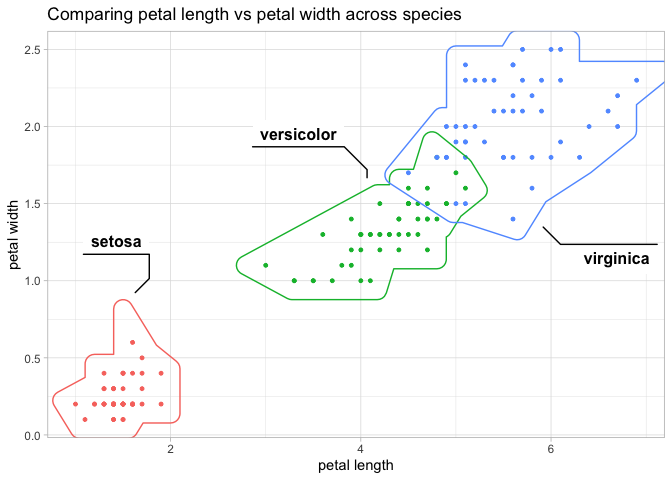 Comparing petal length vs petal width across species
2.5
2.0
1.5
1.0
0.5
0.0
petal width
versicolor
setosa
virginica
2
4
6
petal length